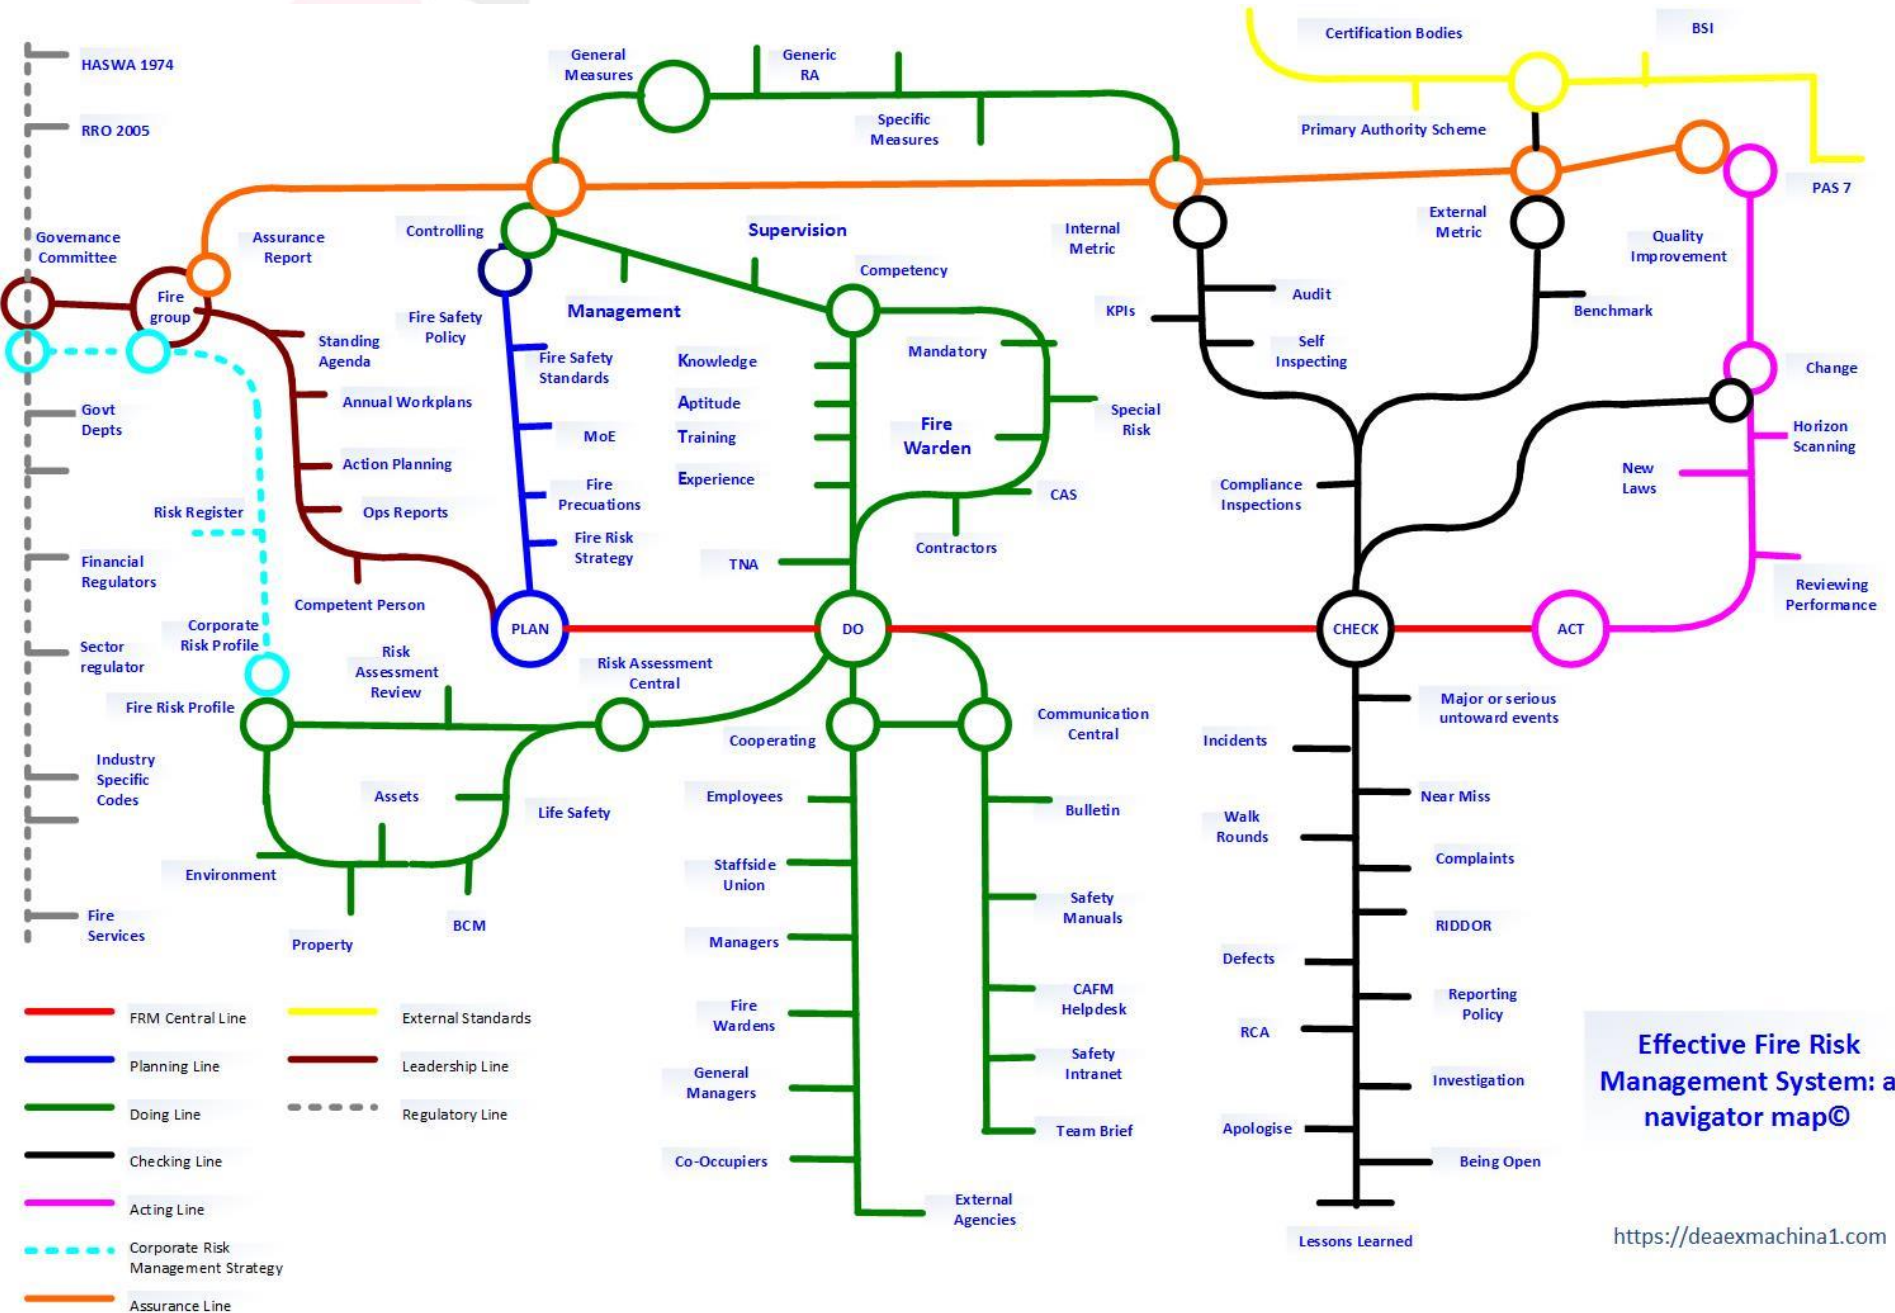 HASWA 1974
RRO 2005
Governance
Committee
Assurance
Report
Fire
group
Standing
Agenda
Annual Workplans
Action Planning
Ops Reports
Competent Person
Govt
Depts
Risk Register
Financial
Regulators
Corporate
Risk Profile
Sector
regulator
Fire Risk Profile
Industry
Specific
Codes
Fire
Services
General
Measures
Generic
RA
Specific
Measures
Controlling
Supervision
Management
Competency
Fire Safety
Policy
Fire Safety
Standards
MoE
Fire
Precuations
Fire Risk
Strategy
Knowledge
Aptitude
Training
Experience
TNA
Mandatory
Fire
Warden
Special
Risk
CAS
Contractors
Internal
Metric
KPIs
Audit
Self
Inspecting
Compliance
Inspections
Certification Bodies
BSI
Primary Authority Scheme
PAS 7
External
Metric
Benchmark
Quality
Improvement
Change
Horizon
Scanning
New
Laws
Reviewing
Performance
PLAN
DO
CHECK
ACT
Risk
Assessment
Review
Risk Assessment
Central
Assets
Life Safety
Environment
Property
BCM
Cooperating
Employees
Staffside
Union
Managers
Fire
Wardens
General
Managers
Co-Occupiers
External
Agencies
Communication
Central
Bulletin
Safety
Manuals
CAFM
Helpdesk
Safety
Intranet
Team Brief
Major or serious
untoward events
Incidents
Near Miss
Walk
Rounds
Complaints
RIDDOR
Defects
Reporting
Policy
RCA
Investigation
Apologise
Being Open
Lessons Learned
FRM Central Line
Planning Line
Doing Line
Checking Line
Acting Line
Corporate Risk
Management Strategy
Assurance Line
External Standards
Leadership Line
Regulatory Line
Effective Fire Risk
Management System: a
navigator map©
https://deaexmachina1.com